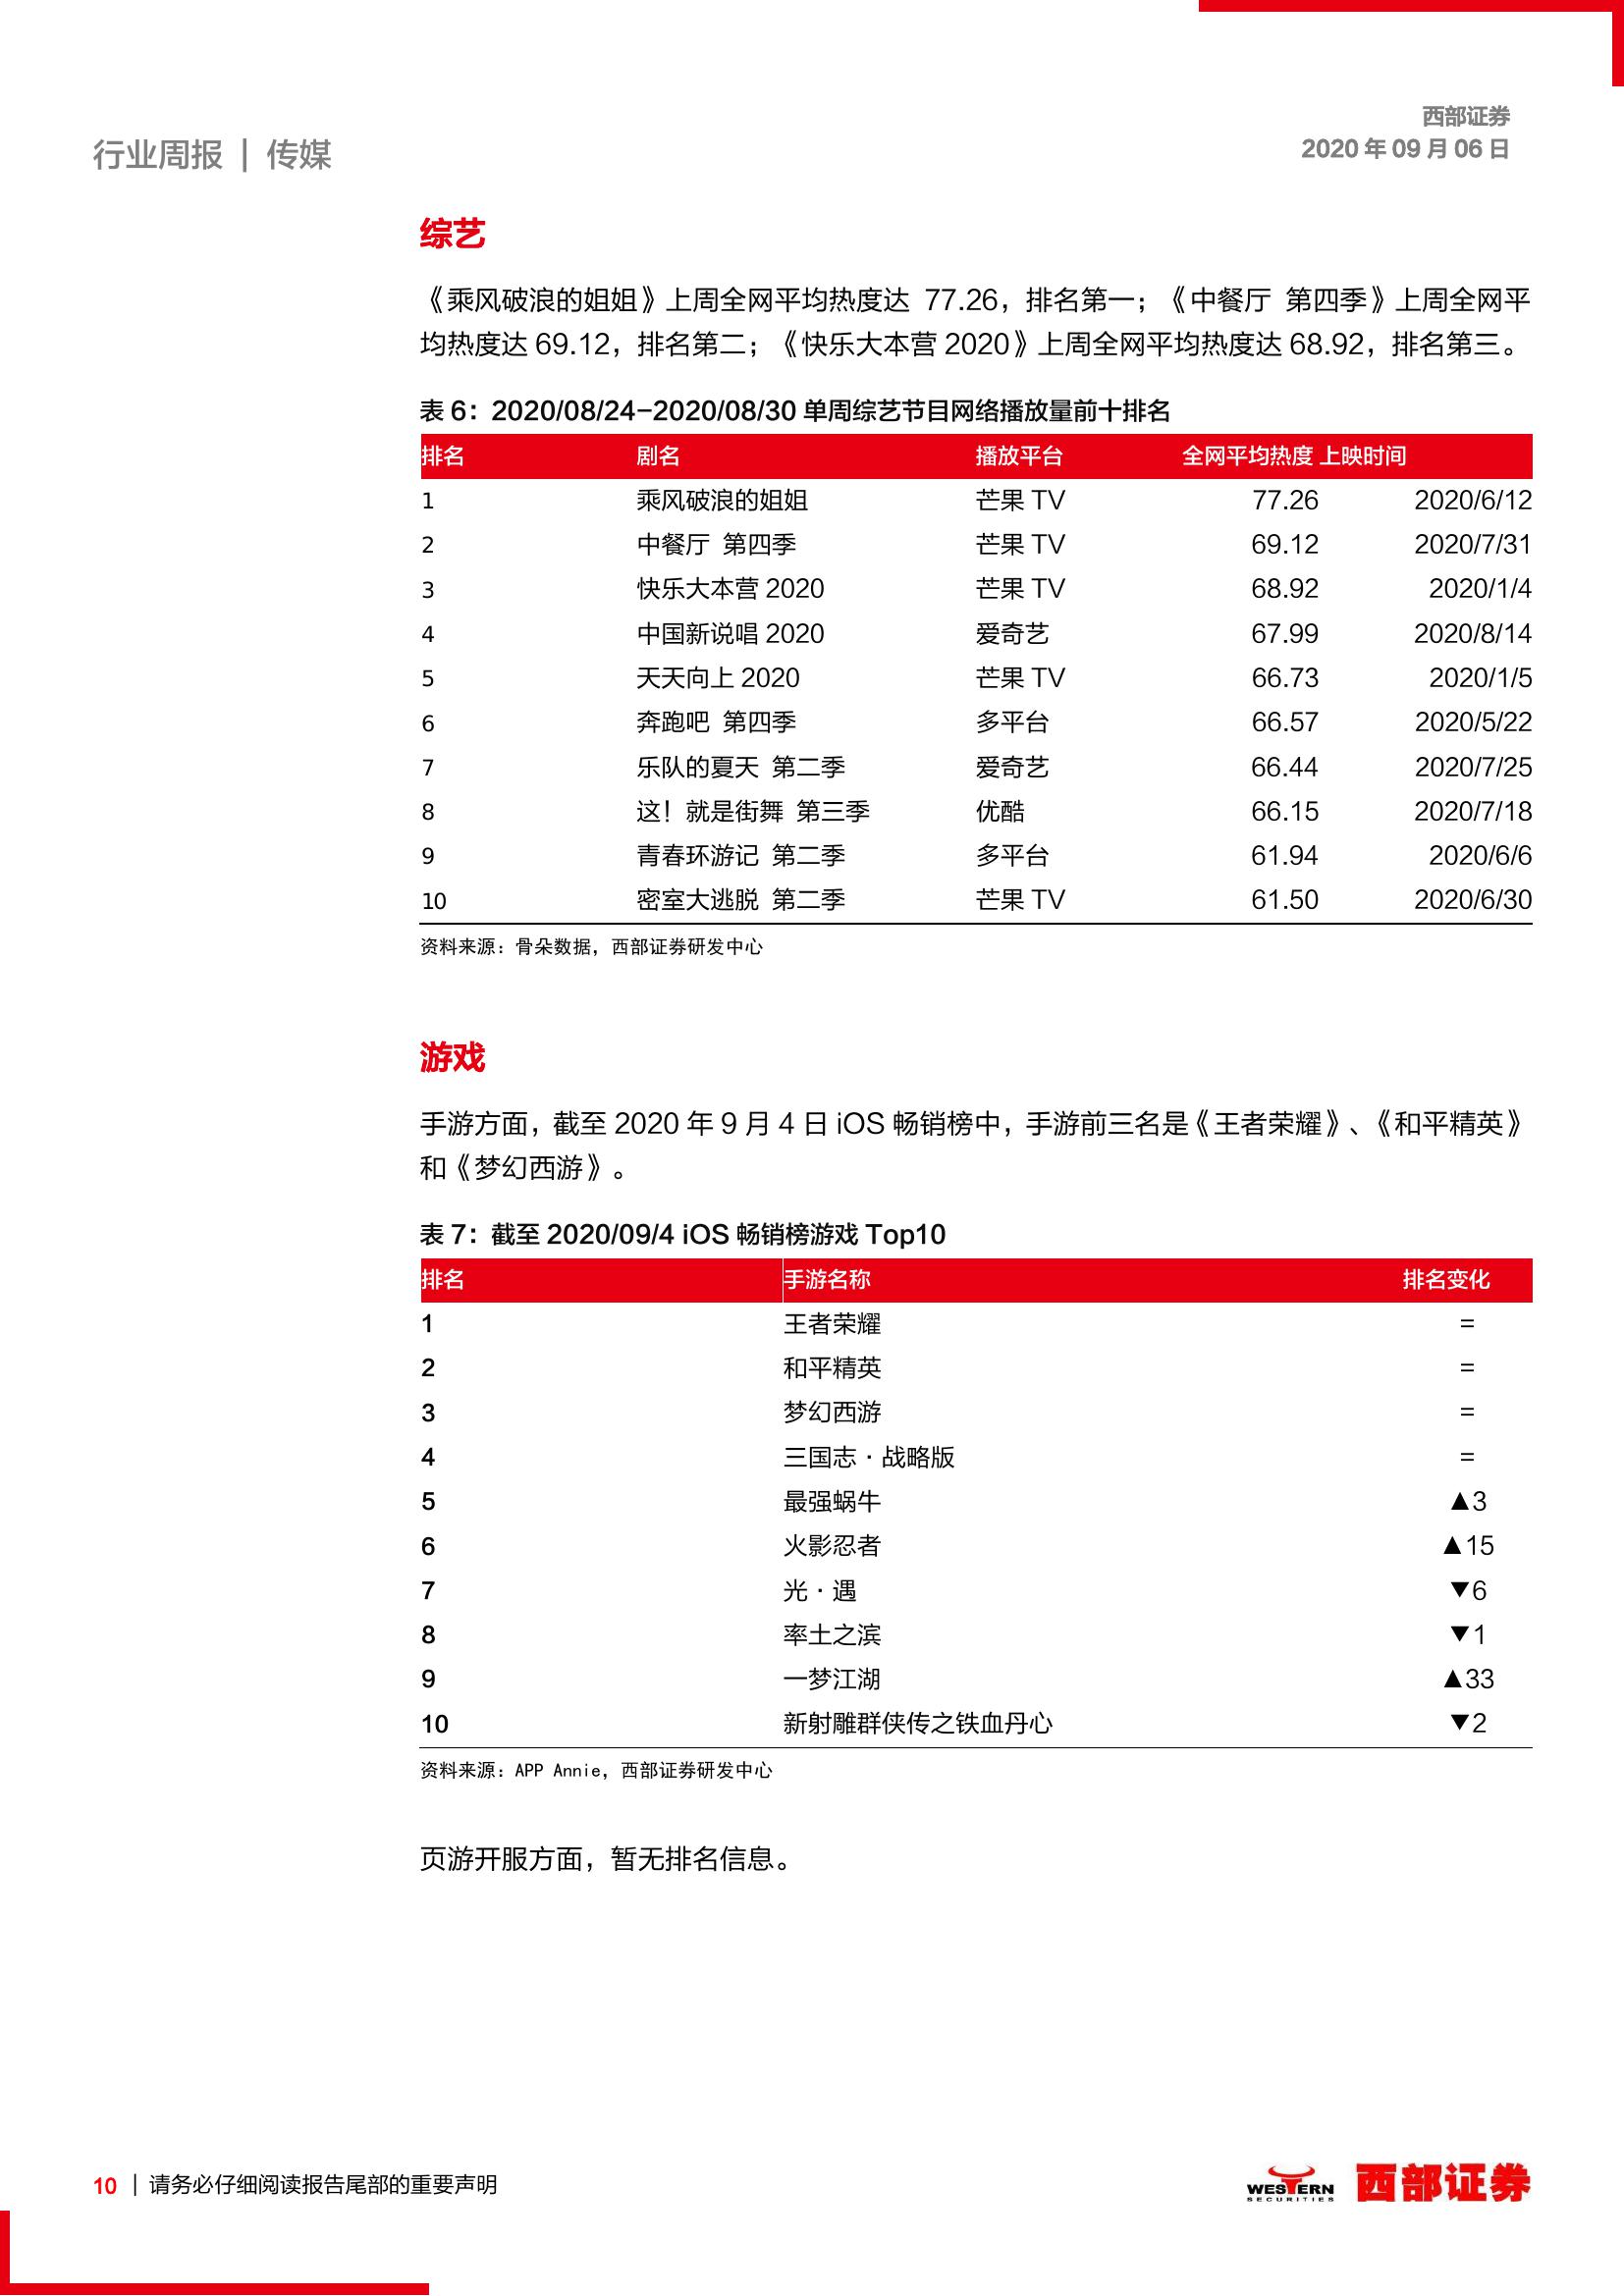 西部证券
行业周报 | 传媒
2020 年 09 月 06 日
综艺
《乘风破浪的姐姐》上周全网平均热度达 77.26，排名第一；《中餐厅 第四季》上周全网平
均热度达 69.12，排名第二；《快乐大本营 2020》上周全网平均热度达 68.92，排名第三。
表 6：2020/08/24-2020/08/30 单周综艺节目网络播放量前十排名
排名 剧名 播放平台 全网平均热度 上映时间
1 乘风破浪的姐姐 芒果 TV 77.26 2020/6/12
2 中餐厅 第四季 芒果 TV 69.12 2020/7/31
3 快乐大本营 2020 芒果 TV 68.92 2020/1/4
4 中国新说唱 2020 爱奇艺 67.99 2020/8/14
5 天天向上 2020 芒果 TV 66.73 2020/1/5
6 奔跑吧 第四季 多平台 66.57 2020/5/22
7 乐队的夏天 第二季 爱奇艺 66.44 2020/7/25
8 这！就是街舞 第三季 优酷 66.15 2020/7/18
9 青春环游记 第二季 多平台 61.94 2020/6/6
10 密室大逃脱 第二季 芒果 TV 61.50 2020/6/30
资料来源：骨朵数据，西部证券研发中心
游戏
手游方面，截至 2020 年 9 月 4 日 iOS 畅销榜中，手游前三名是《王者荣耀》、《和平精英》
和《梦幻西游》。
表 7：截至 2020/09/4 iOS 畅销榜游戏 Top10
排名 手游名称 排名变化
1 王者荣耀 =
2 和平精英 =
3 梦幻西游 =
4 三国志·战略版 =
5 最强蜗牛 ▲3
6 火影忍者 ▲15
7 光·遇 ▼6
8 率土之滨 ▼1
9 一梦江湖 ▲33
10 新射雕群侠传之铁血丹心 ▼2
资料来源：APP Annie，西部证券研发中心
页游开服方面，暂无排名信息。
10 | 请务必仔细阅读报告尾部的重要声明
WESTERN
SECURITIES
西部证券